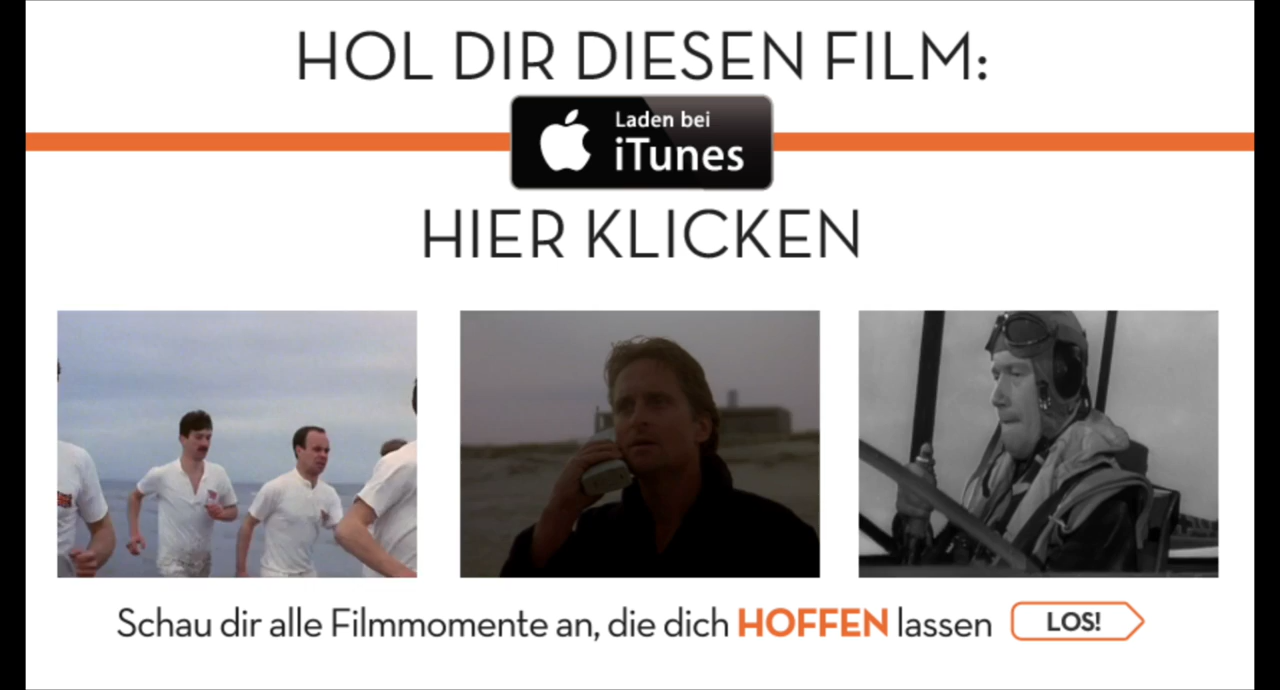 HOL DIR DIESEN FILM:
Laden bei
iTunes
HIER KLICKEN
Schau dir alle Filmmomente an, die dich HOFFEN lassen LOS!